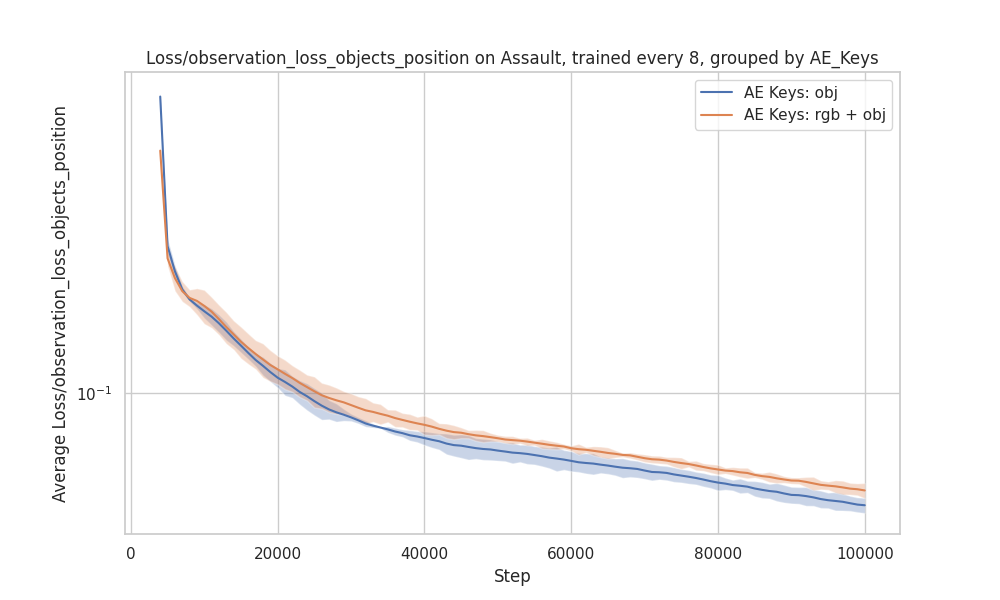 Loss/observation_loss_objects_position on Assault, trained every 8, grouped by AE_Keys
AE Keys: obj
AE Keys: rgb + obj
Average Loss/observation_loss_objects_position
10⁻¹
0
20000
40000
60000
80000
100000
Step